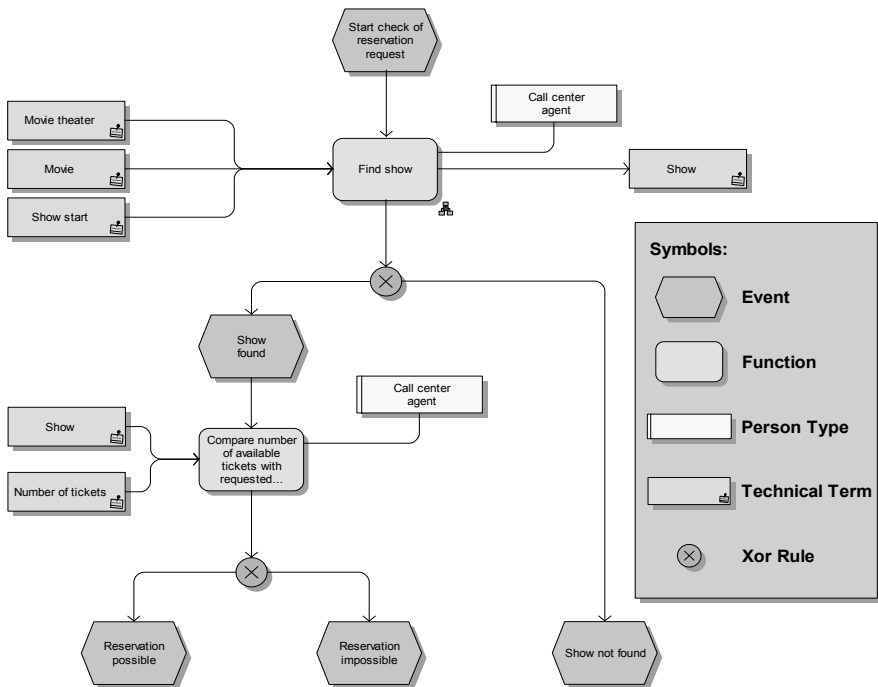 Start check of
reservation
request
Call center
agent
Movie theater
Movie
Show start
Find show
Show
Symbols:
Event
Function
Person Type
Technical Term
Xor Rule
Show
found
Call center
agent
Show
Number of tickets
Compare number
of available
tickets with
requested...
Reservation
possible
Reservation
impossible
Show not found